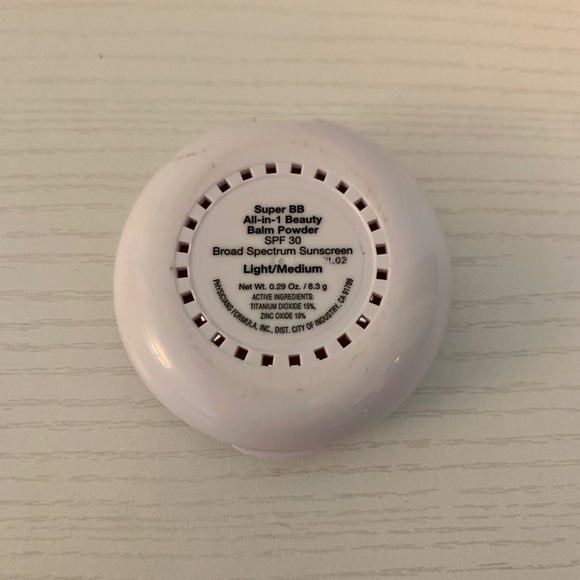 Super BB
All-in-1 Beauty
Balm Powder
SPF 30
Broad Spectrum Sunscreen
Light/Medium
Net Wt. 0.29 Oz. / 8.3 g
ACTIVE INGREDIENTS:
TITANIUM DIOXIDE 15%,
ZINC OXIDE 10%
PHYSICIANS FORMULA, INC., DIST. CITY OF INDUSTRY, CA 91789